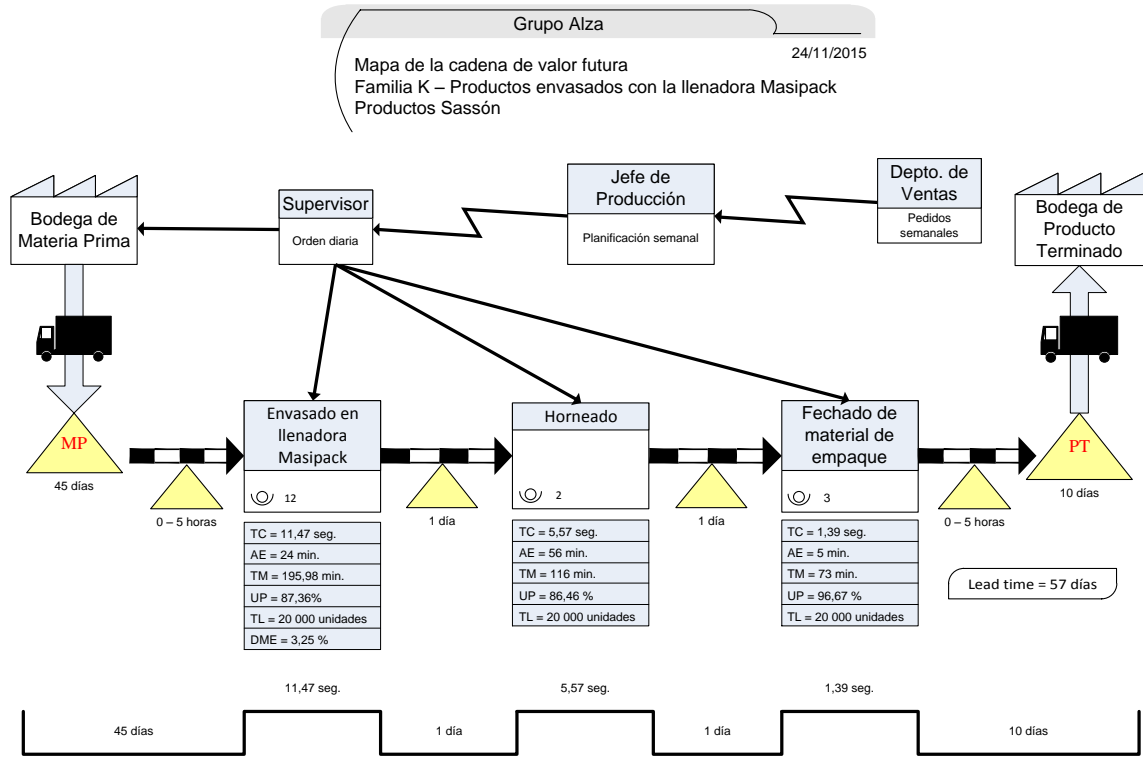 Grupo Alza
24/11/2015
Mapa de la cadena de valor futura
Familia K – Productos envasados con la llenadora Masipack
Productos Sassón
Bodega de
Materia Prima
Supervisor
Orden diaria
Jefe de
Producción
Planificación semanal
Depto. de
Ventas
Pedidos
semanales
Bodega de
Producto
Terminado
MP
45 días
0 – 5 horas
Envasado en
llenadora
Masipack
12
TC = 11,47 seg.
AE = 24 min.
TM = 195,98 min.
UP = 87,36%
TL = 20 000 unidades
DME = 3,25 %
1 día
Horneado
2
TC = 5,57 seg.
AE = 56 min.
TM = 116 min.
UP = 86,46 %
TL = 20 000 unidades
1 día
Fechado de
material de
empaque
3
TC = 1,39 seg.
AE = 5 min.
TM = 73 min.
UP = 96,67 %
TL = 20 000 unidades
0 – 5 horas
PT
10 días
Lead time = 57 días
11,47 seg.
5,57 seg.
1,39 seg.
45 días
1 día
1 día
10 días